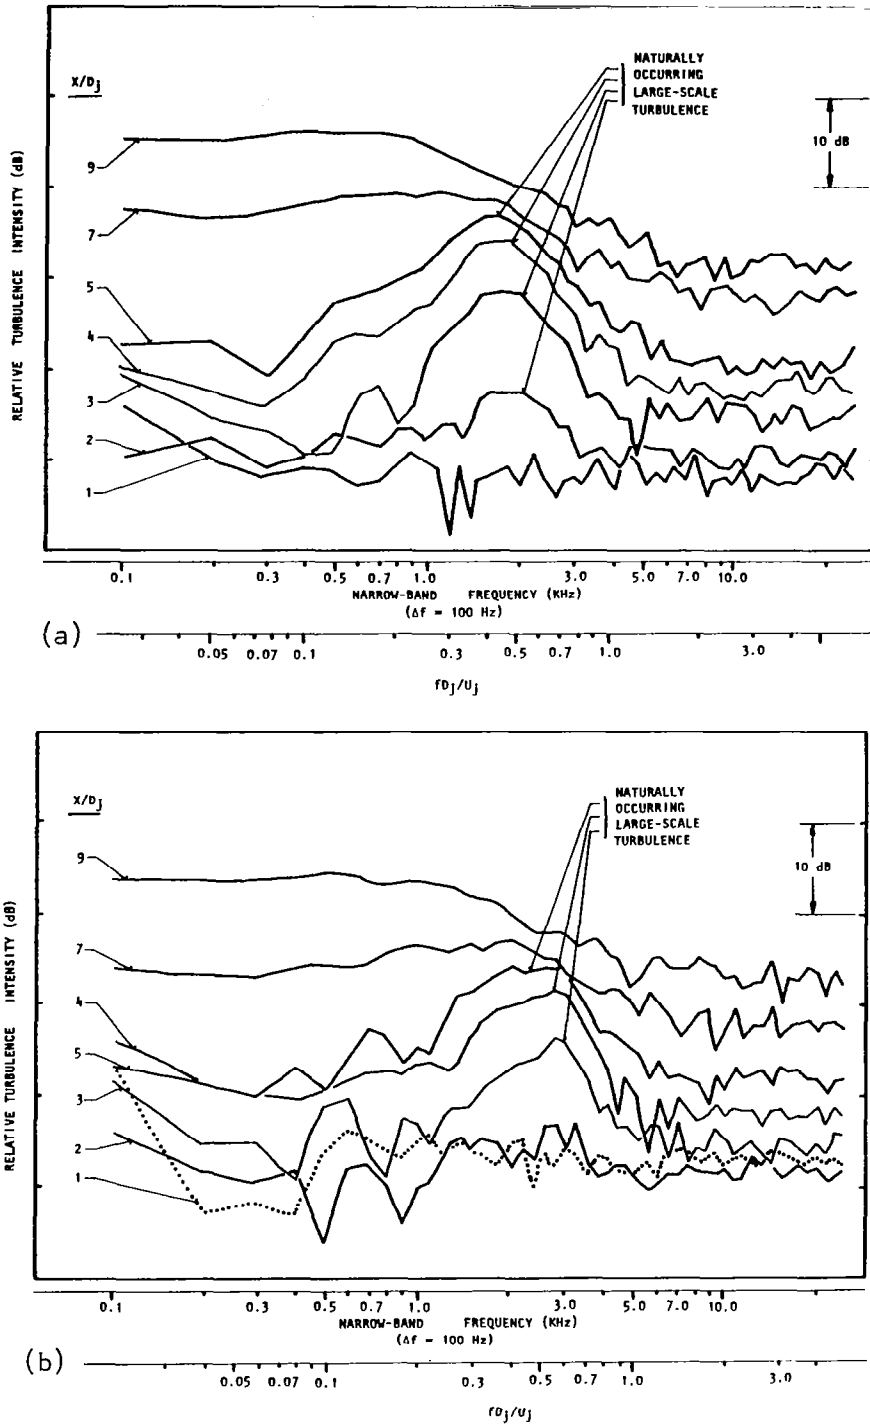 X/Dj
NATURALLY
OCCURRING
LARGE-SCALE
TURBULENCE
10 dB
9
7
5
4
3
2
1
RELATIVE TURBULENCE INTENSITY (dB)
0.1 0.3 0.5 0.7 1.0 3.0 5.0 7.0 10.0
NARROW-BAND FREQUENCY (KHz)
(Δf = 100 Hz)
(a)
0.05 0.07 0.1 0.3 0.5 0.7 1.0 3.0
fDj/Uj
X/Dj
NATURALLY
OCCURRING
LARGE-SCALE
TURBULENCE
10 dB
9
7
4
5
3
2
1
RELATIVE TURBULENCE INTENSITY (dB)
0.1 0.3 0.5 0.7 1.0 3.0 5.0 7.0 10.0
NARROW-BAND FREQUENCY (KHz)
(Δf = 100 Hz)
(b)
0.05 0.07 0.1 0.3 0.5 0.7 1.0 3.0
fDj/Uj